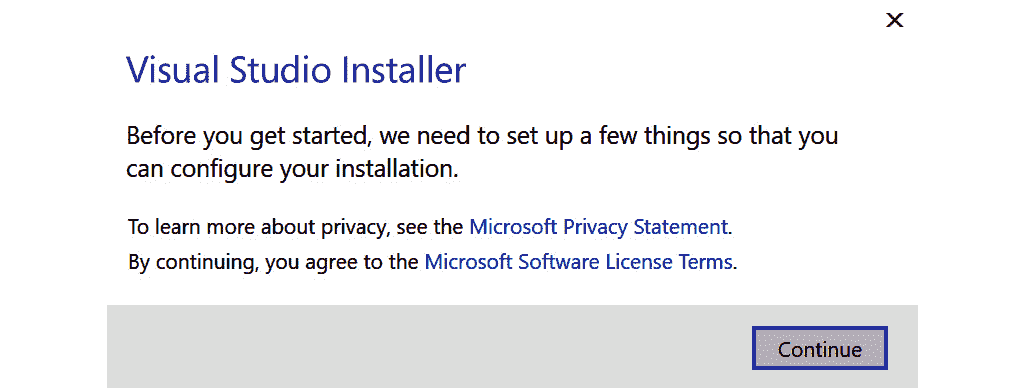 Visual Studio Installer
Before you get started, we need to set up a few things so that you
can configure your installation.
To learn more about privacy, see the Microsoft Privacy Statement.
By continuing, you agree to the Microsoft Software License Terms.
Continue